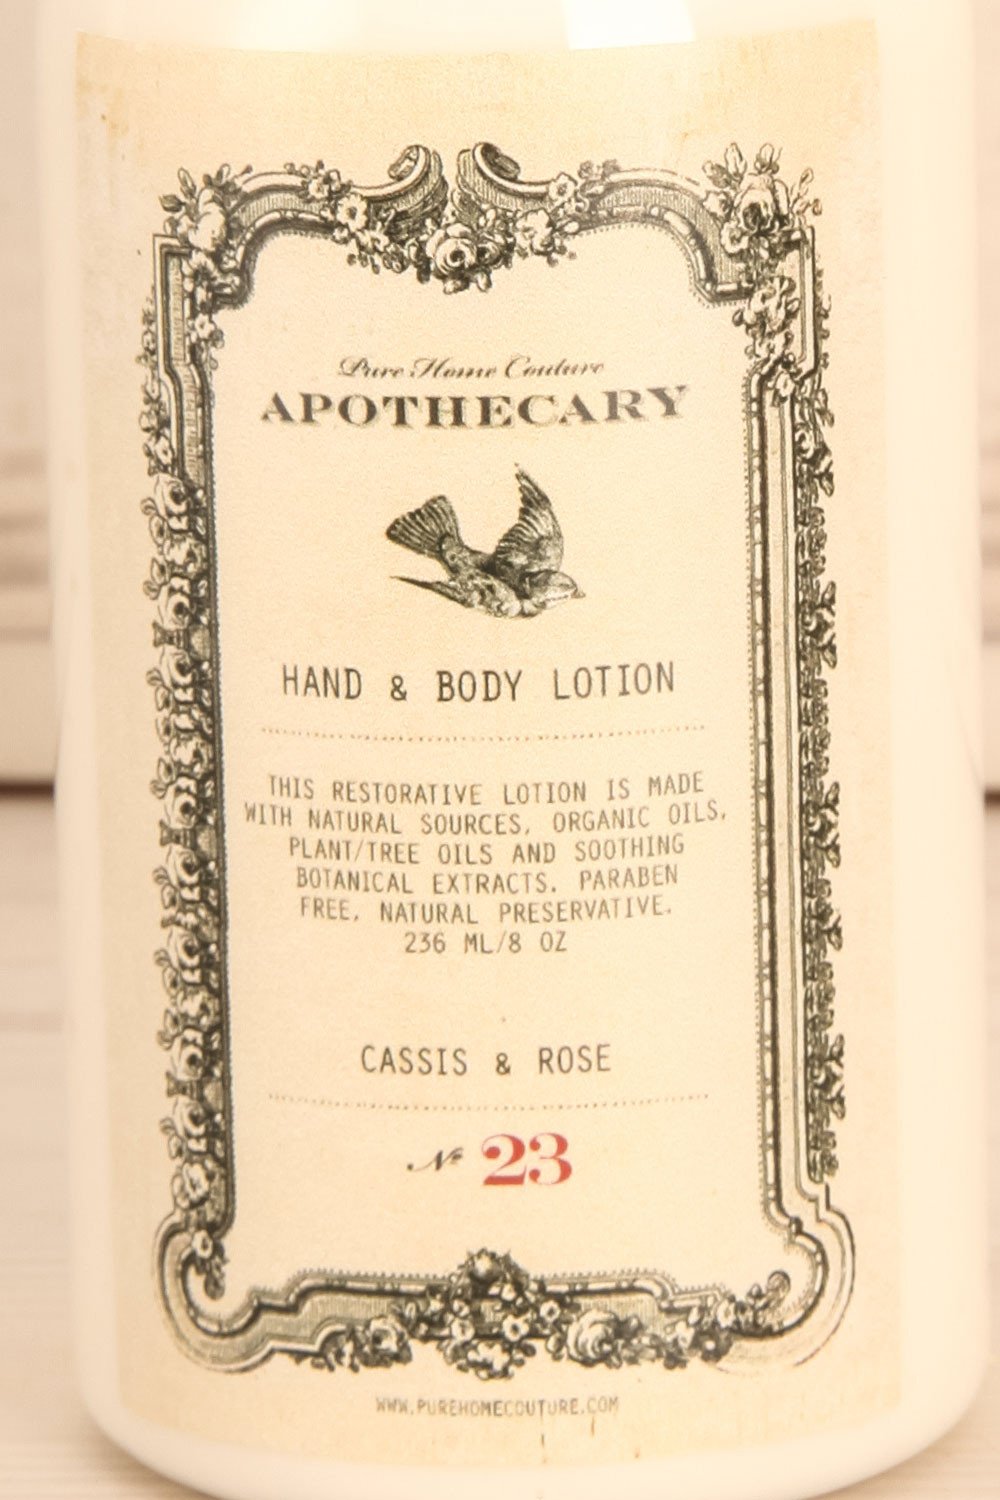 Pure Home Couture
APOTHECARY
HAND & BODY LOTION
THIS RESTORATIVE LOTION IS MADE
WITH NATURAL SOURCES, ORGANIC OILS,
PLANT/TREE OILS AND SOOTHING
BOTANICAL EXTRACTS. PARABEN
FREE, NATURAL PRESERVATIVE.
236 ML/8 OZ
CASSIS & ROSE
Nº 23
WWW.PUREHOMECOUTURE.COM